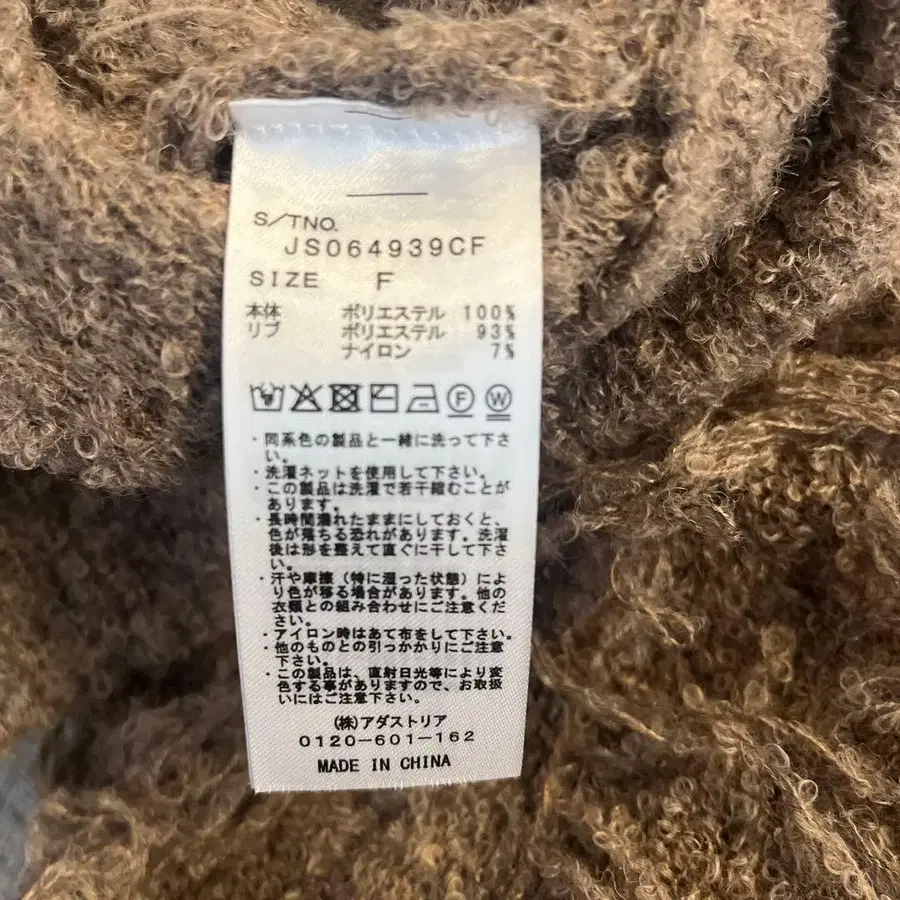 S/TNO.
JS064939CF
SIZE F
本体 ポリエステル 100%
リブ ポリエステル 93%
ナイロン 7%
F W
・同系色の製品と一緒に洗って下さ
い。
・洗濯ネットを使用して下さい。
・この製品は洗濯で若干縮むことが
あります。
・長時間濡れたままにしておくと、
色が落ちる恐れがあります。洗濯
後は形を整えて直ぐに干して下さ
い。
・汗や摩擦（特に湿った状態）によ
り色が移る場合があります。他の
衣類との組み合わせにご注意くだ
さい。
・アイロン時はあて布をして下さい。
・他のものとの引っかかりにご注意
下さい。
・この製品は、直射日光等により変
色する事がありますので、お取扱
いにはご注意下さい。
(株)アダストリア
0120-601-162
MADE IN CHINA